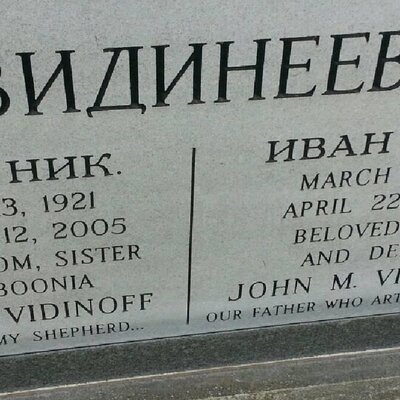 ВИДИНЕЕВ
НИК.
3, 1921
12, 2005
OM, SISTER
BOONIA
VIDINOFF
MY SHEPHERD...
ИВАН
MARCH
APRIL 22
BELOVED
AND DE
JOHN M. VI
OUR FATHER WHO ART